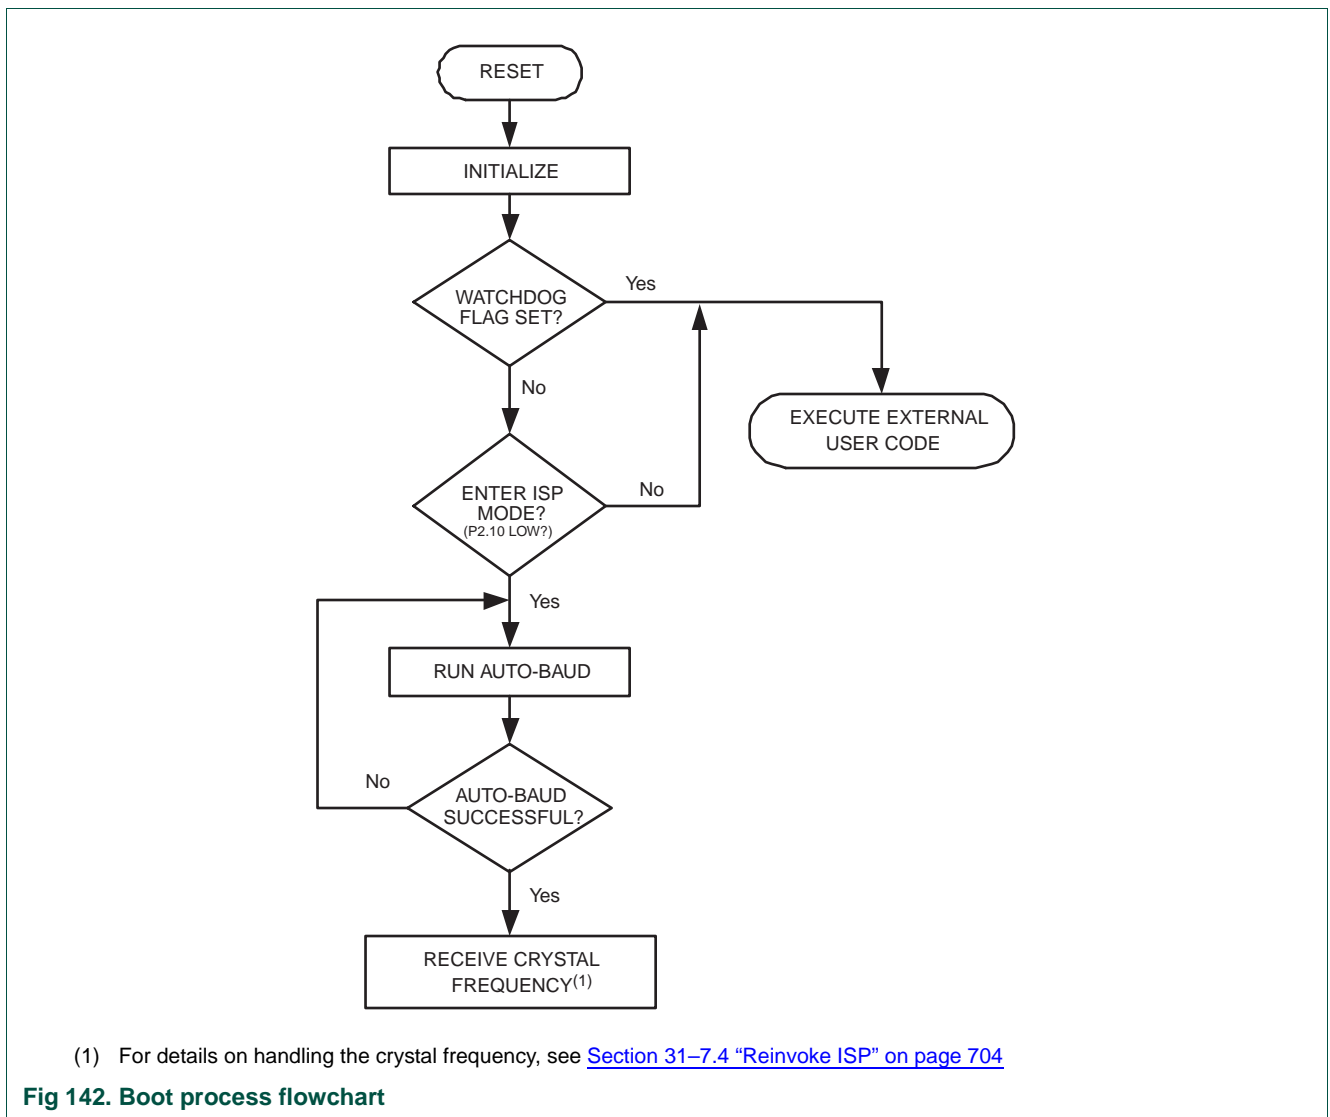 RESET
INITIALIZE
WATCHDOG
FLAG SET?
Yes
No
EXECUTE EXTERNAL
USER CODE
ENTER ISP
MODE?
(P2.10 LOW?)
No
Yes
RUN AUTO-BAUD
AUTO-BAUD
SUCCESSFUL?
No
Yes
RECEIVE CRYSTAL
FREQUENCY(1)
(1) For details on handling the crystal frequency, see Section 31–7.4 “Reinvoke ISP” on page 704
Fig 142. Boot process flowchart